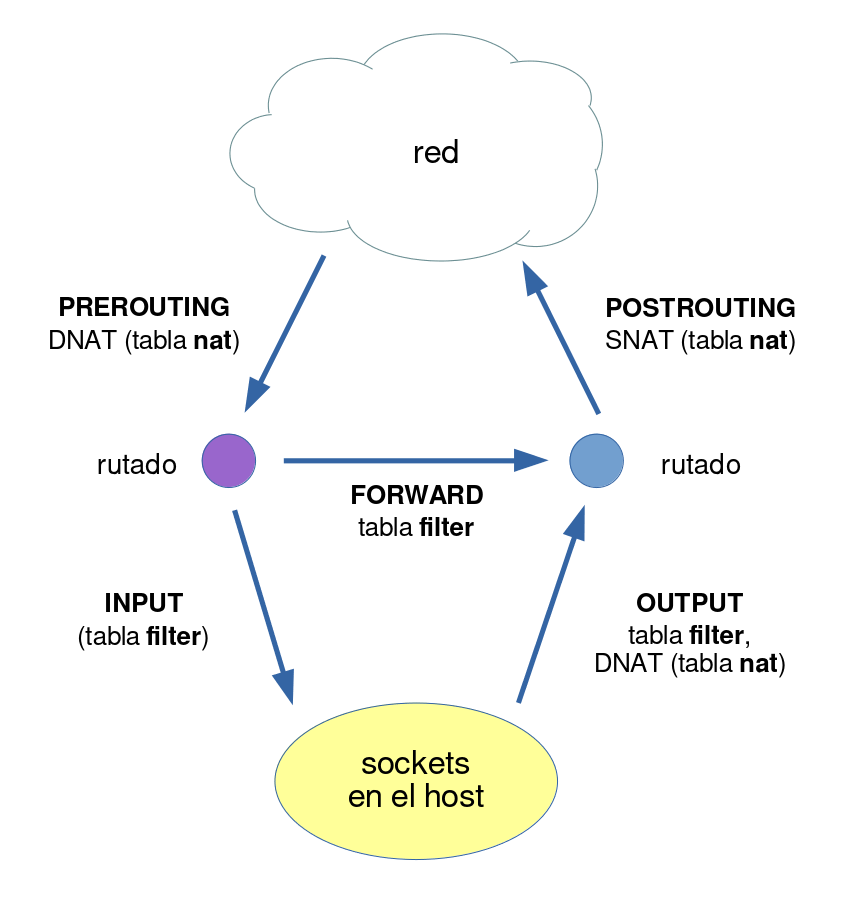 red
PREROUTING
DNAT (tabla nat)
POSTROUTING
SNAT (tabla nat)
rutado
rutado
FORWARD
tabla filter
INPUT
(tabla filter)
OUTPUT
tabla filter,
DNAT (tabla nat)
sockets
en el host